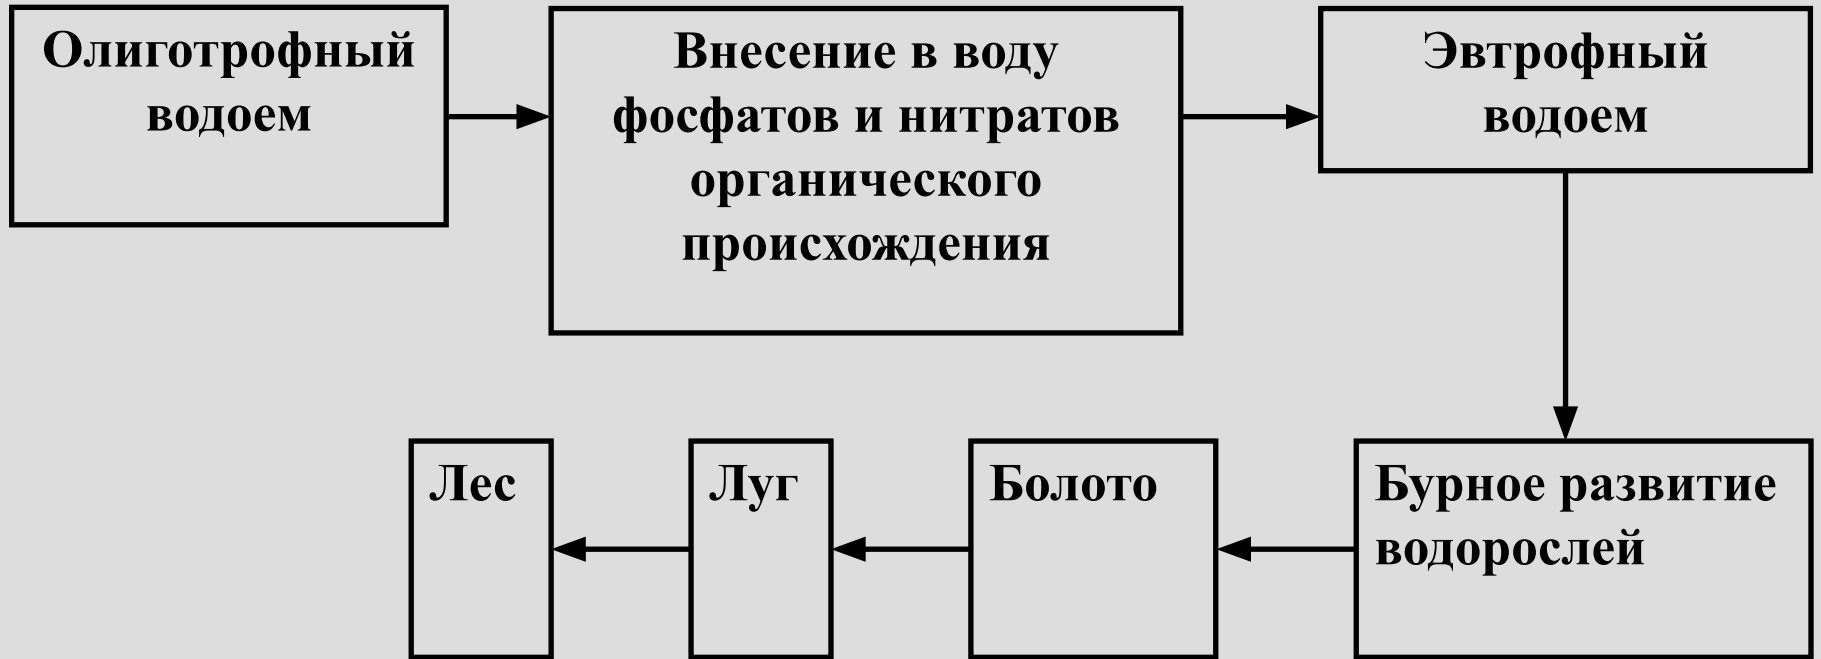 Олиготрофный
водоем
Внесение в воду
фосфатов и нитратов
органического
происхождения
Эвтрофный
водоем
Бурное развитие
водорослей
Болото
Луг
Лес